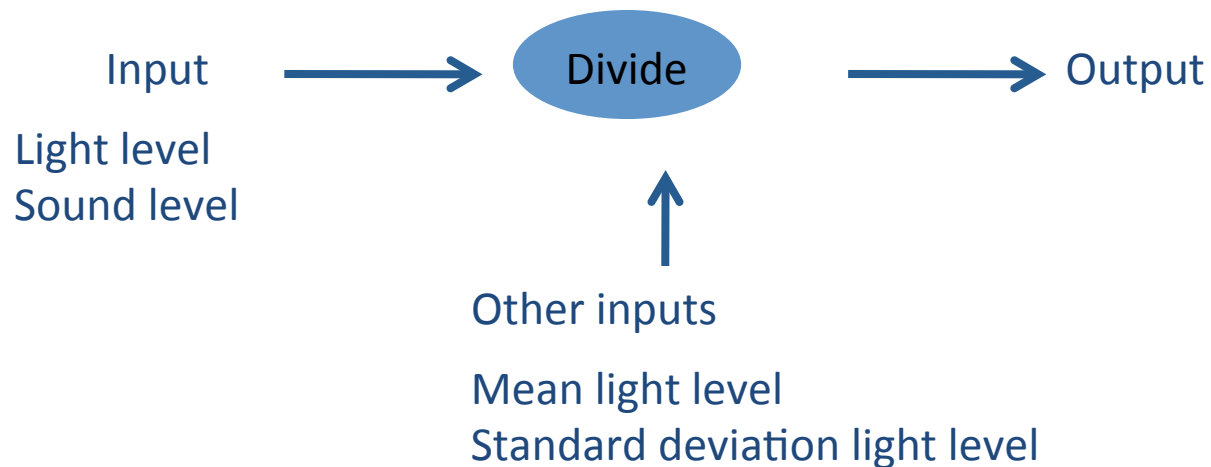 Input
Divide
Output
Light level
Sound level
Other inputs
Mean light level
Standard deviation light level